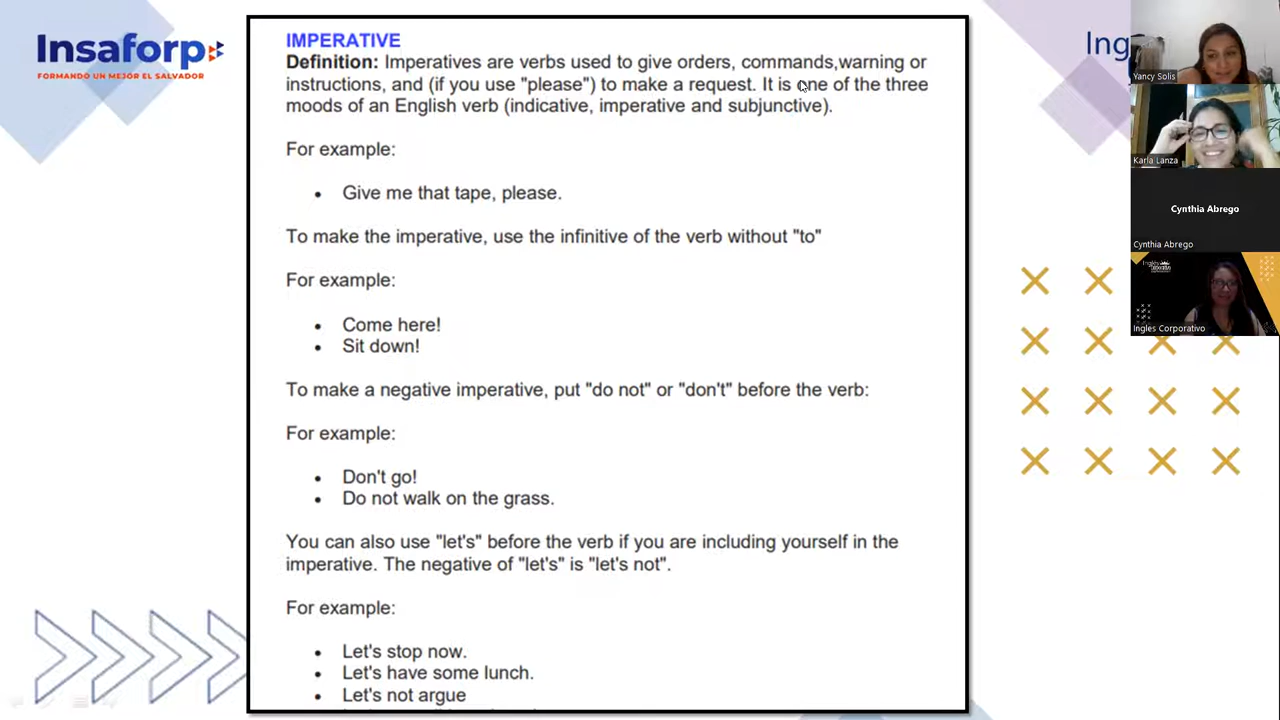 Insaforp
FORMANDO UN MEJOR EL SALVADOR
IMPERATIVE
Definition: Imperatives are verbs used to give orders, commands,warning or
instructions, and (if you use "please") to make a request. It is one of the three
moods of an English verb (indicative, imperative and subjunctive).
For example:
• Give me that tape, please.
To make the imperative, use the infinitive of the verb without "to"
For example:
• Come here!
• Sit down!
To make a negative imperative, put "do not" or "don't" before the verb:
For example:
• Don't go!
• Do not walk on the grass.
You can also use "let's" before the verb if you are including yourself in the
imperative. The negative of "let's" is "let's not".
For example:
• Let's stop now.
• Let's have some lunch.
• Let's not argue
Ing
Yancy Solis
Karla Lanza
Cynthia Abrego
Cynthia Abrego
Ingles Corporativo